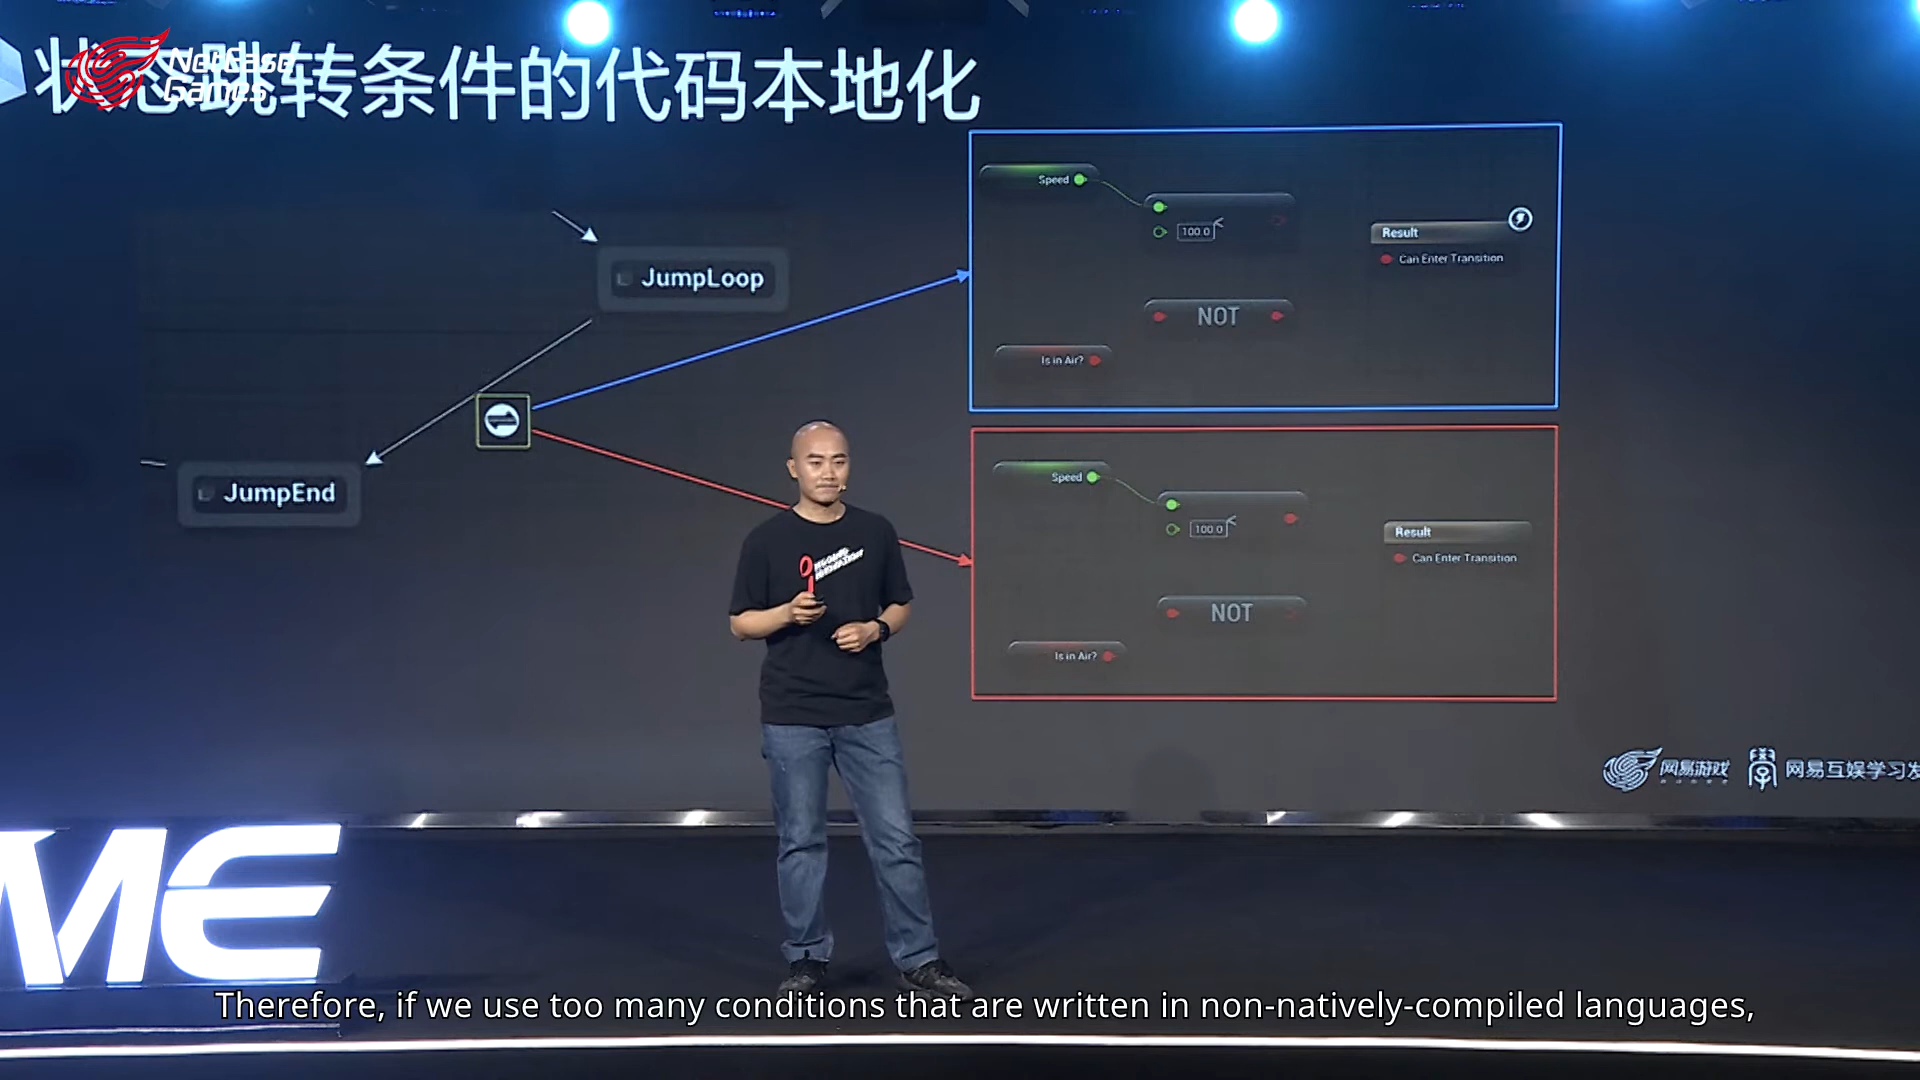 状态跳转条件的代码本地化
NetEase
Games
Speed
100.0
<
Result
Can Enter Transition
NOT
Is in Air?
JumpLoop
JumpEnd
Speed
100.0
<
Result
Can Enter Transition
NOT
Is in Air?
网易游戏
网易互娱学习发
ME
Therefore, if we use too many conditions that are written in non-natively-compiled languages,